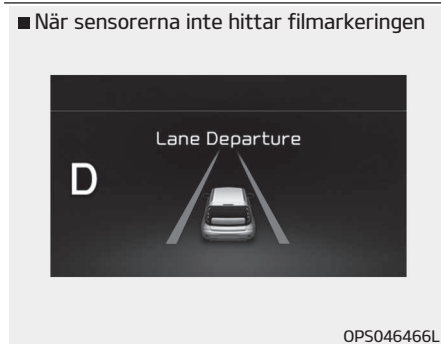 ■ När sensorerna inte hittar filmarkeringen
Lane Departure
D
OPS046466L